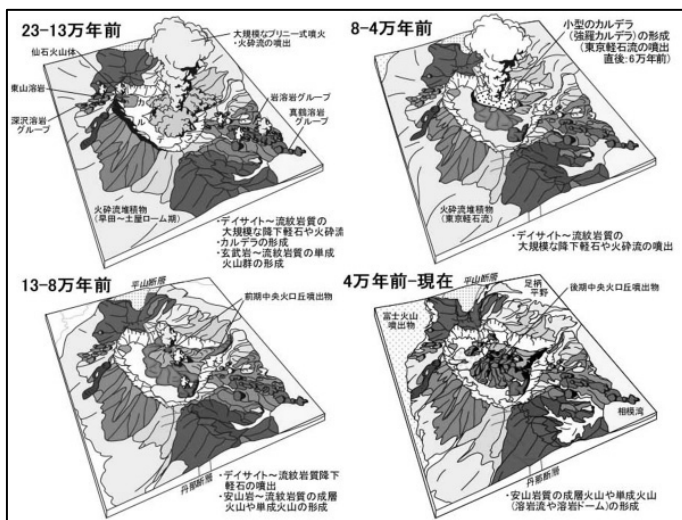 23-13万年前
大規模なプリニー式噴火
・火砕流の噴出
仙石火山体
東山溶岩
深沢溶岩
グループ
カルデラ
岩溶岩グループ
真鶴溶岩
グループ
火砕流堆積物
(早田~土屋ローム期)
・デイサイト~流紋岩質の
大規模な降下軽石や火砕流
・カルデラの形成
・玄武岩~流紋岩質の単成
火山群の形成
8-4万年前
小型のカルデラ
(強羅カルデラ)の形成
(東京軽石流の噴出
直後:6万年前)
火砕流堆積物
(東京軽石流)
・デイサイト~流紋岩質の
大規模な降下軽石や火砕流の噴出
13-8万年前
平山断層
前期中央火口丘噴出物
丹那断層
・デイサイト~流紋岩質降下
軽石の噴出
・安山岩~流紋岩質の成層
火山や単成火山の形成
4万年前-現在
平山断層
足柄
平野
後期中央火口丘噴出物
富士火山
噴出物
相模湾
丹那断層
・安山岩質の成層火山や単成火山
(溶岩流や溶岩ドーム)の形成